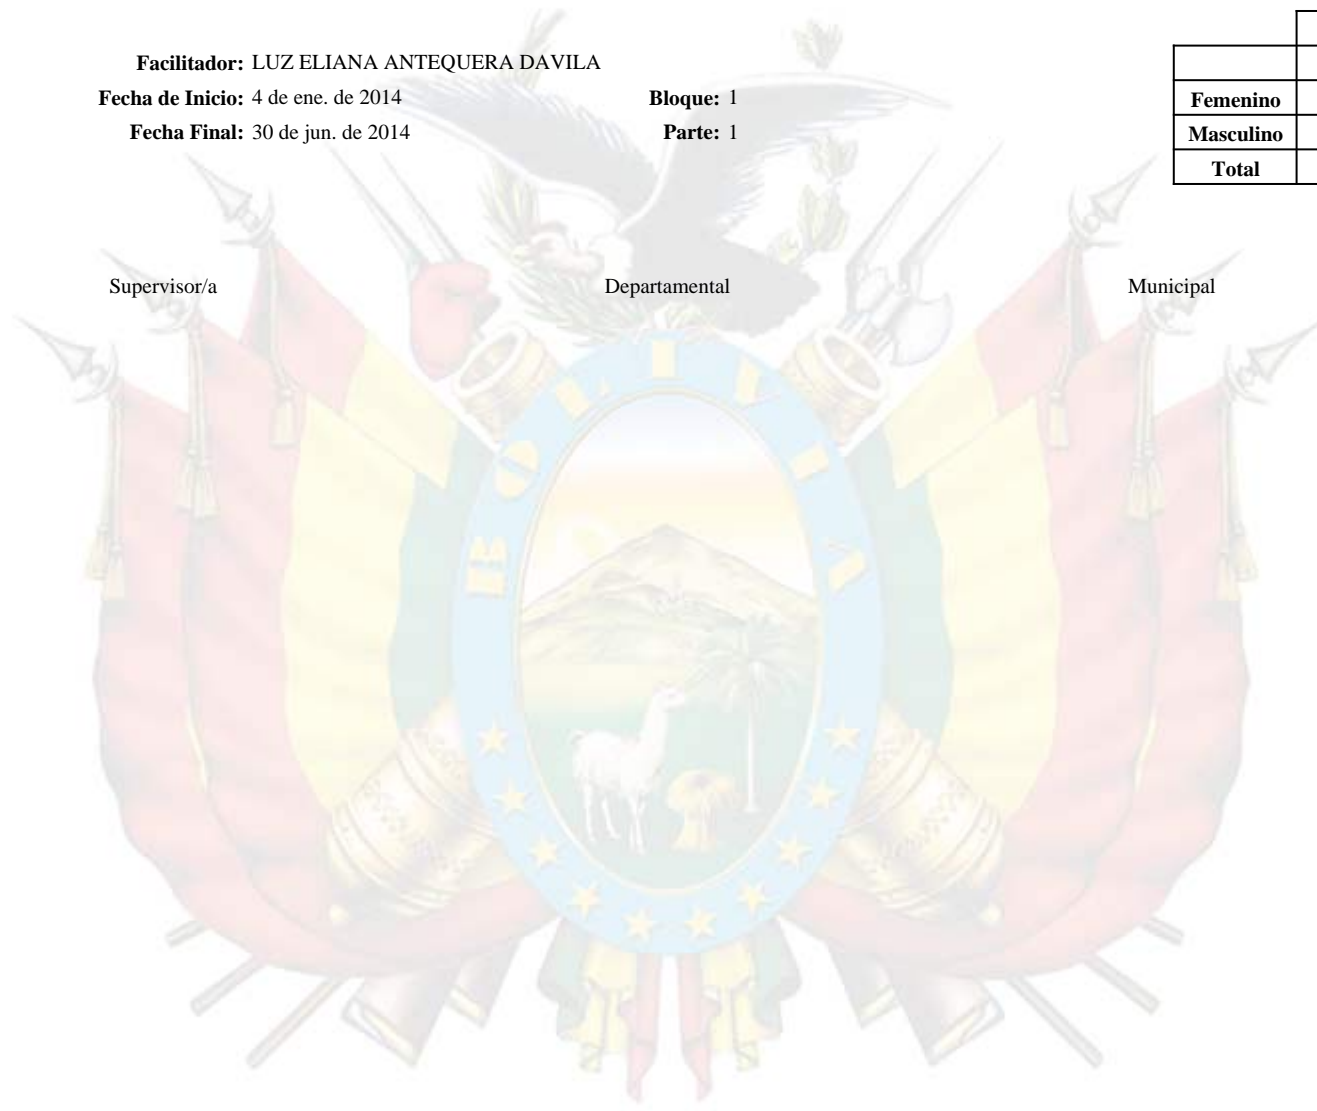 Facilitador: LUZ ELIANA ANTEQUERA DAVILA
Fecha de Inicio: 4 de ene. de 2014 Bloque: 1
Fecha Final: 30 de jun. de 2014 Parte: 1
Femenino
Masculino
Total
Supervisor/a Departamental Municipal
BOLIVIA